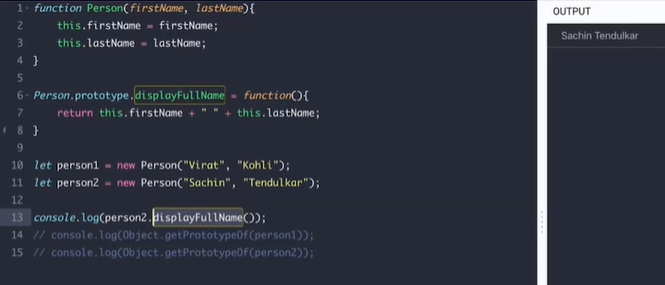 1 function Person(firstName, lastName){
2 this.firstName = firstName;
3 this.lastName = lastName;
4 }
5
6 Person.prototype.displayFullName = function(){
7 return this.firstName + " " + this.lastName;
8 }
9
10 let person1 = new Person("Virat", "Kohli");
11 let person2 = new Person("Sachin", "Tendulkar");
12
13 console.log(person2.displayFullName());
14 // console.log(Object.getPrototypeOf(person1));
15 // console.log(Object.getPrototypeOf(person2));
OUTPUT
Sachin Tendulkar